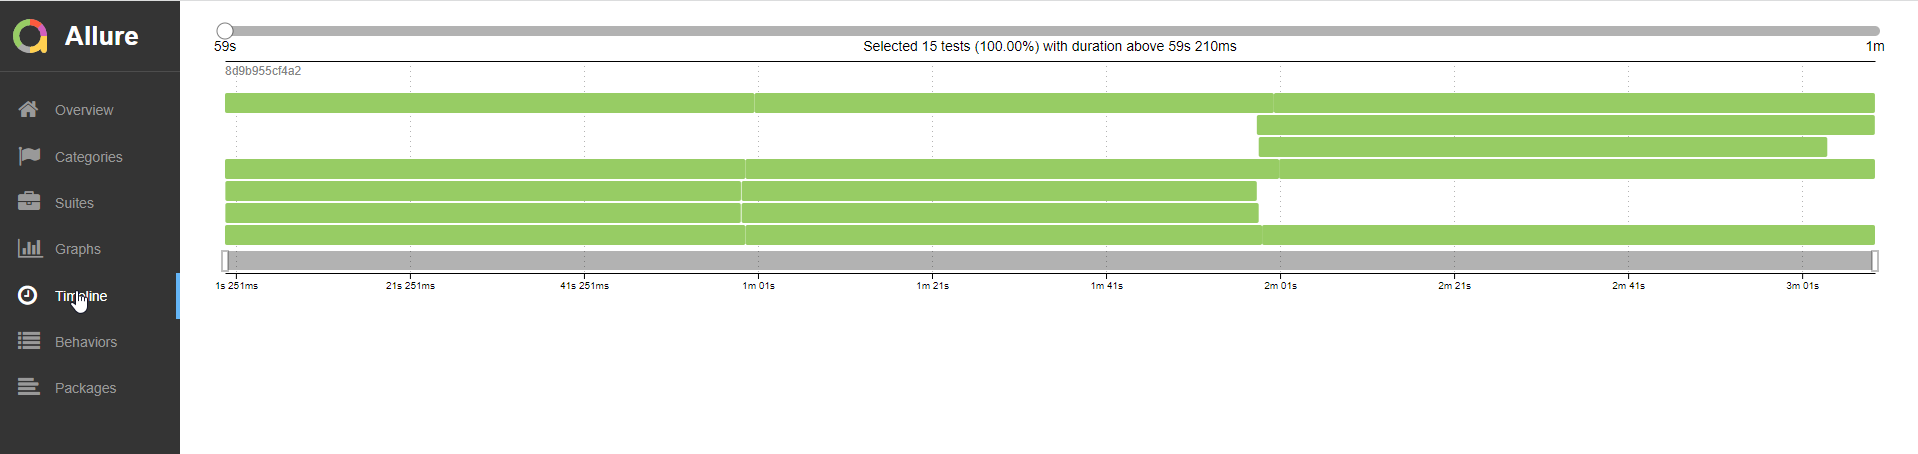 Allure
Overview
Categories
Suites
Graphs
Timeline
Behaviors
Packages
59s
Selected 15 tests (100.00%) with duration above 59s 210ms
1m
8d9b955cf4a2
1s 251ms 21s 251ms 41s 251ms 1m 01s 1m 21s 1m 41s 2m 01s 2m 21s 2m 41s 3m 01s